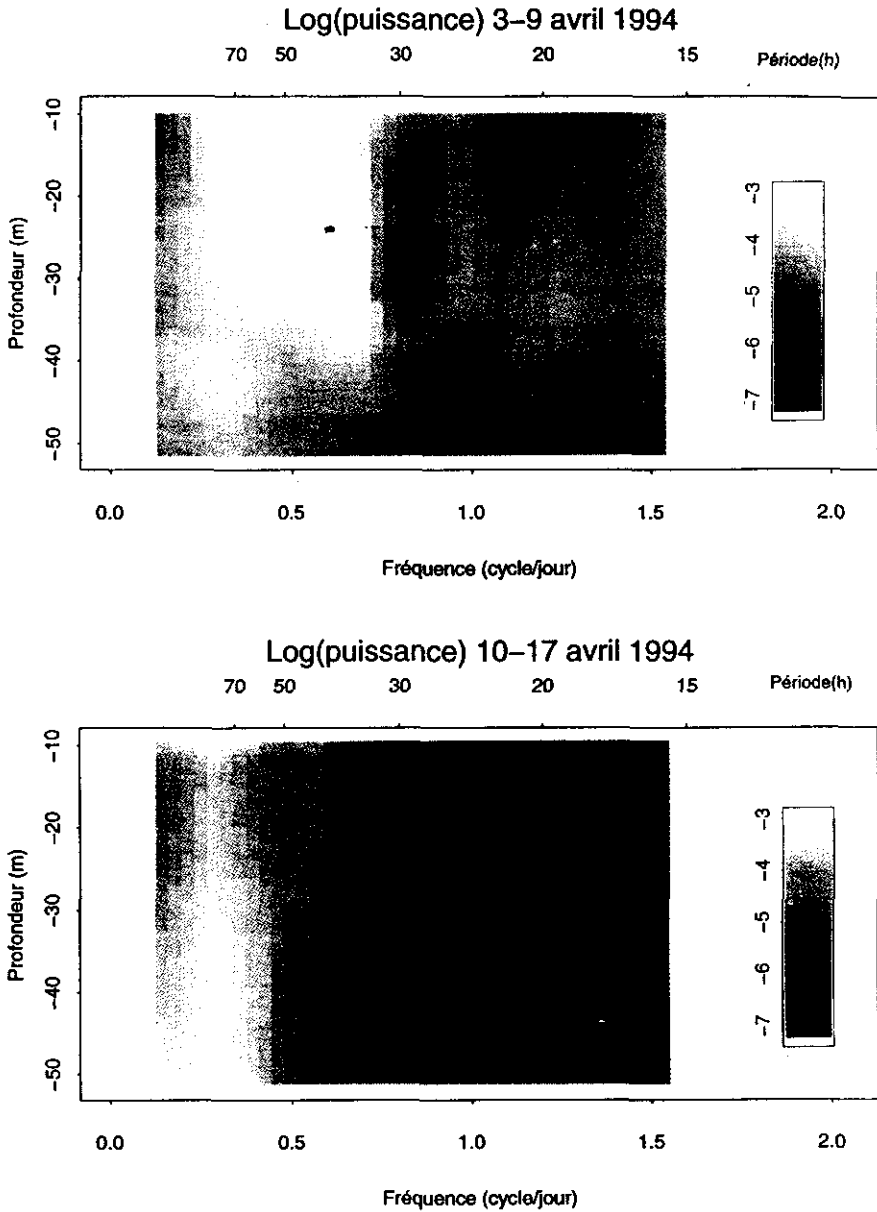 Log(puissance) 3–9 avril 1994
70 50 30 20 15 Période(h)
Profondeur (m)
-10
-20
-30
-40
-50
-3
-4
-5
-6
-7
0.0 0.5 1.0 1.5 2.0
Fréquence (cycle/jour)
Log(puissance) 10–17 avril 1994
70 50 30 20 15 Période(h)
Profondeur (m)
-10
-20
-30
-40
-50
-3
-4
-5
-6
-7
0.0 0.5 1.0 1.5 2.0
Fréquence (cycle/jour)